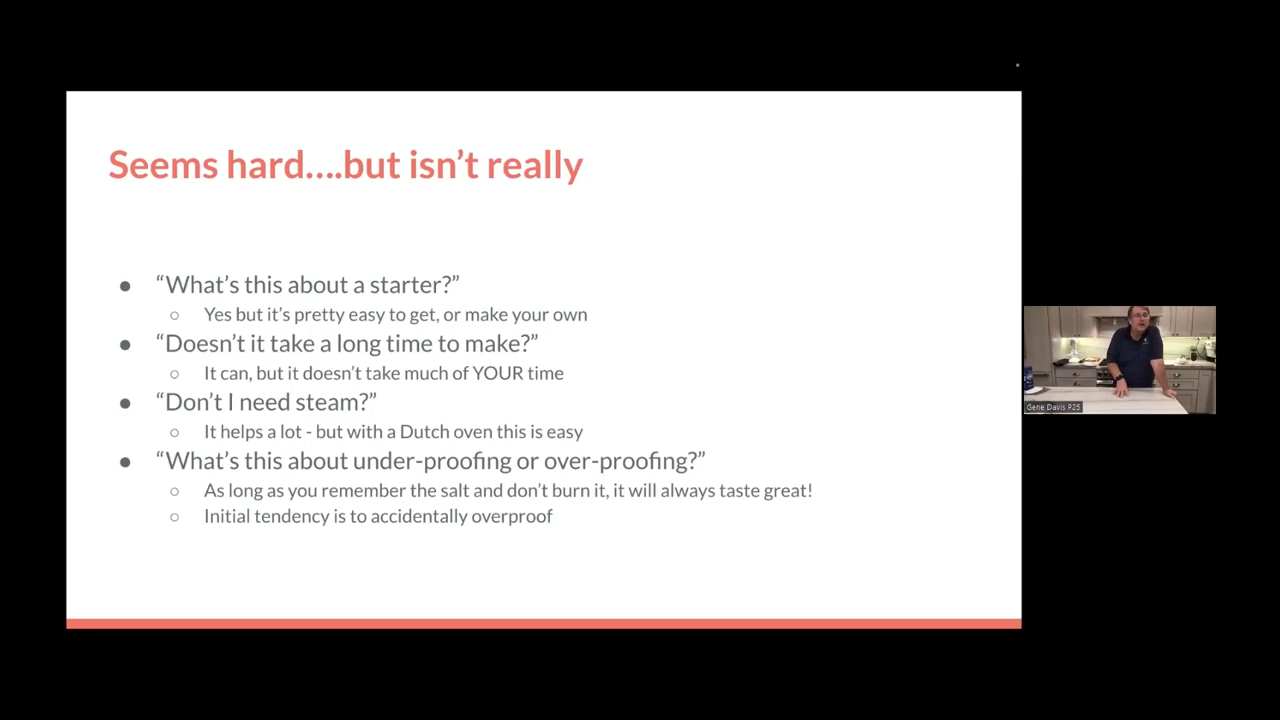 Seems hard....but isn’t really
● “What’s this about a starter?”
○ Yes but it’s pretty easy to get, or make your own
● “Doesn’t it take a long time to make?”
○ It can, but it doesn’t take much of YOUR time
● “Don’t I need steam?”
○ It helps a lot - but with a Dutch oven this is easy
● “What’s this about under-proofing or over-proofing?”
○ As long as you remember the salt and don’t burn it, it will always taste great!
○ Initial tendency is to accidentally overproof
Gene Davis P25